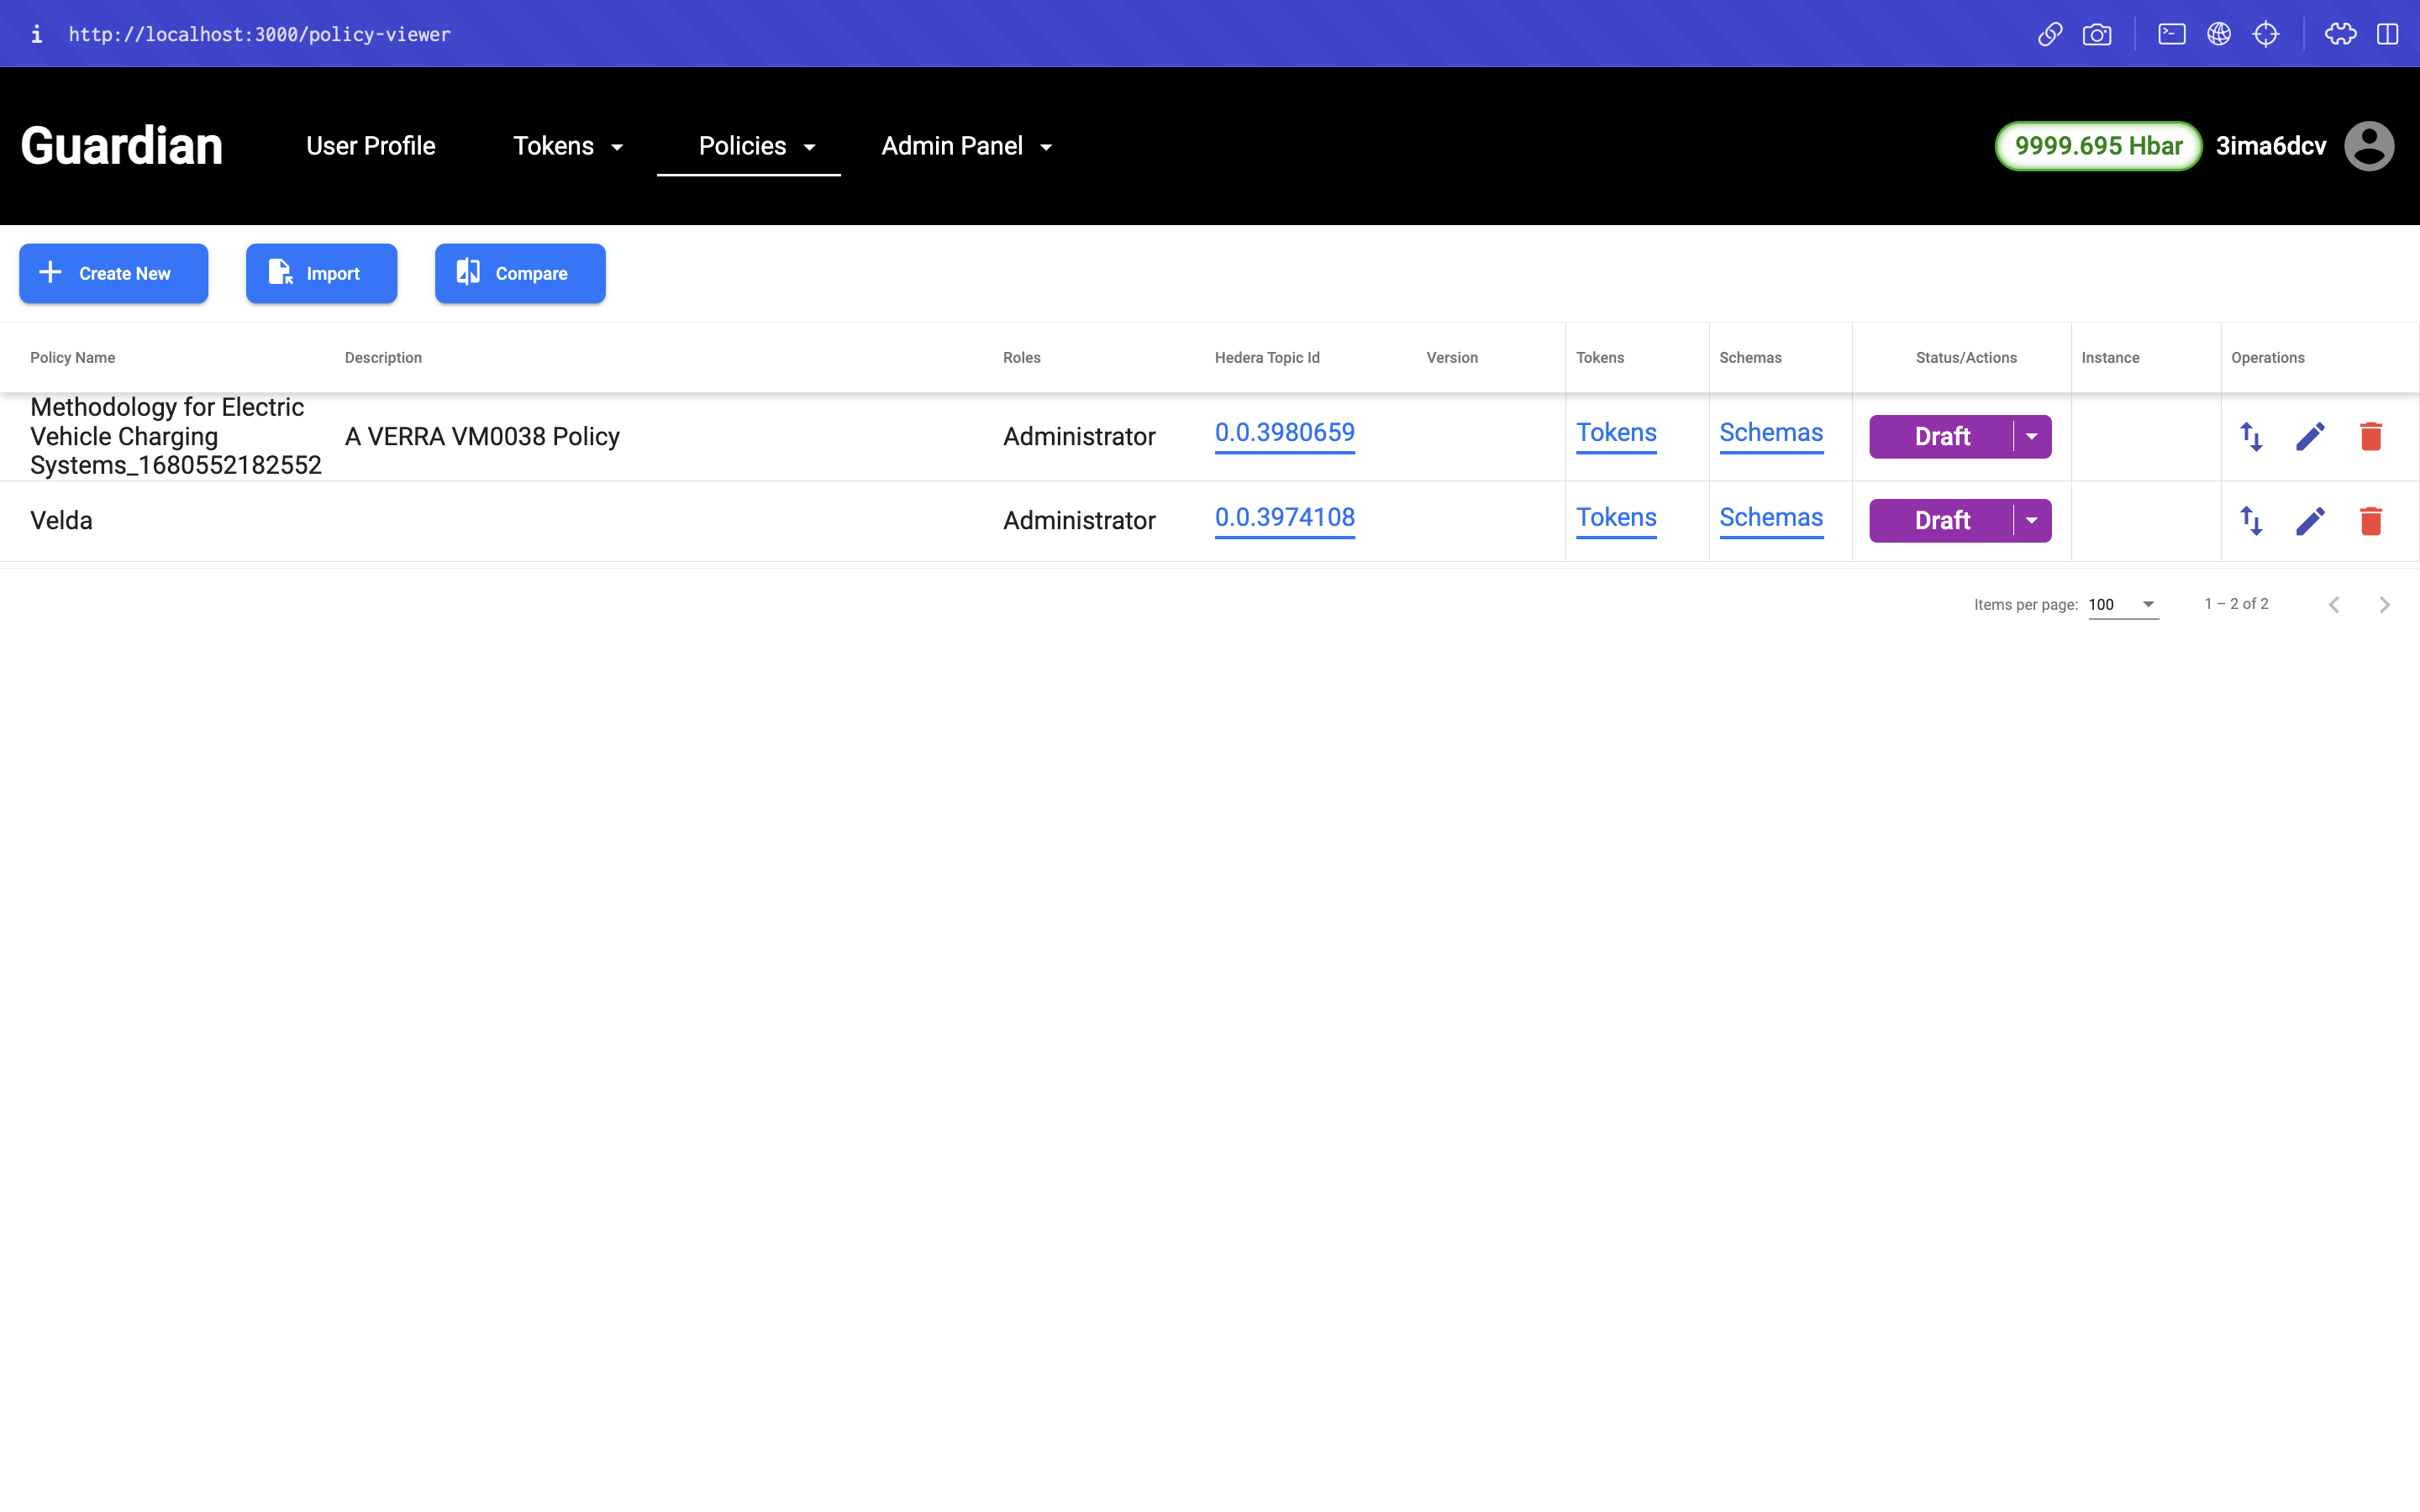 http://localhost:3000/policy-viewer
Guardian
User Profile
Tokens
Policies
Admin Panel
9999.695 Hbar
3ima6dcv
Create New
Import
Compare
Policy Name
Description
Roles
Hedera Topic Id
Version
Tokens
Schemas
Status/Actions
Instance
Operations
Methodology for Electric
Vehicle Charging
Systems_1680552182552
A VERRA VM0038 Policy
Administrator
0.0.3980659
Tokens
Schemas
Draft
Velda
Administrator
0.0.3974108
Tokens
Schemas
Draft
Items per page: 100
1 – 2 of 2